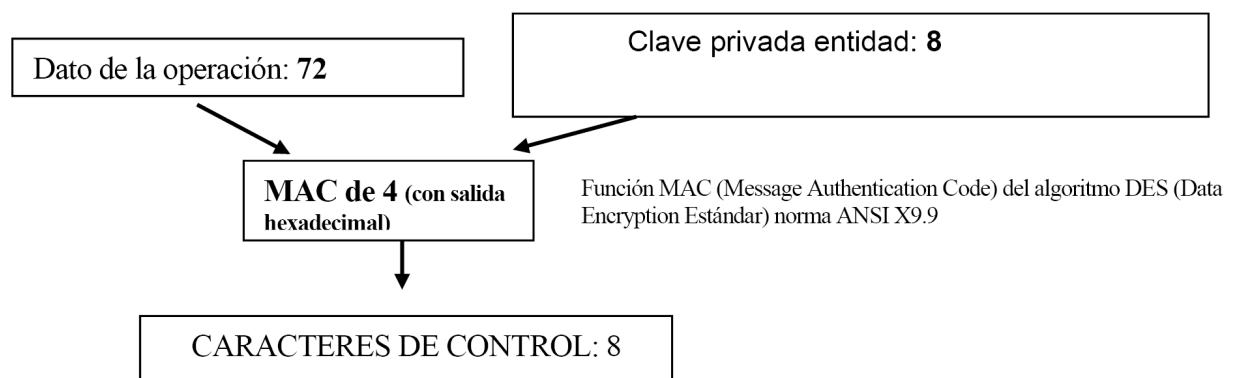 Clave privada entidad: 8
Dato de la operación: 72
MAC de 4 (con salida
hexadecimal)
Función MAC (Message Authentication Code) del algoritmo DES (Data
Encryption Estándar) norma ANSI X9.9
CARACTERES DE CONTROL: 8